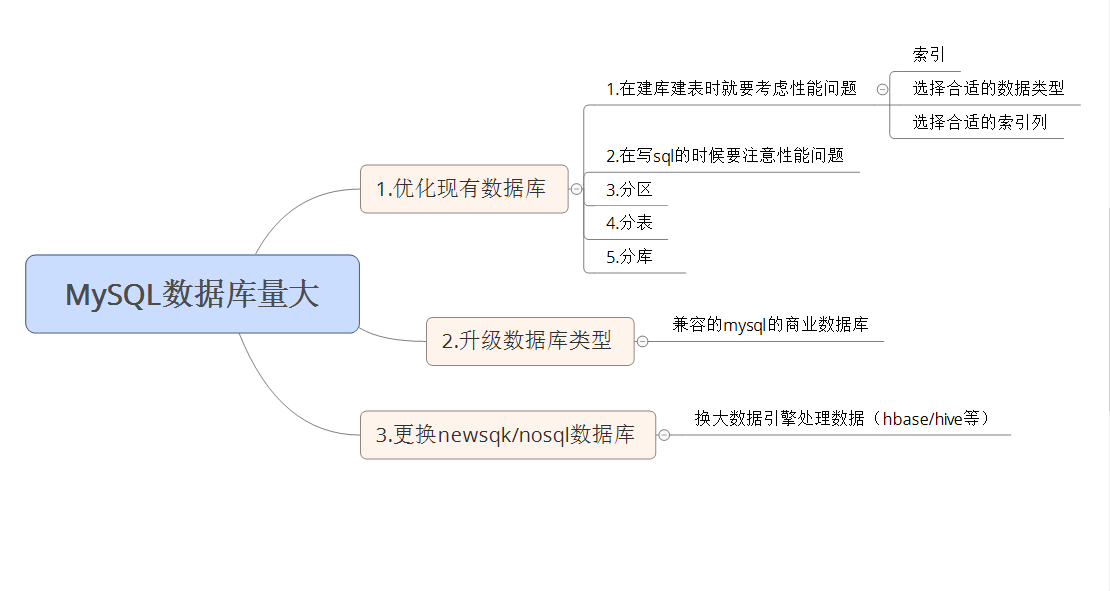 MySQL数据库量大
1.优化现有数据库
1.在建库建表时就要考虑性能问题
索引
选择合适的数据类型
选择合适的索引列
2.在写sql的时候要注意性能问题
3.分区
4.分表
5.分库
2.升级数据库类型
兼容的mysql的商业数据库
3.更换newsqk/nosql数据库
换大数据引擎处理数据（hbase/hive等）